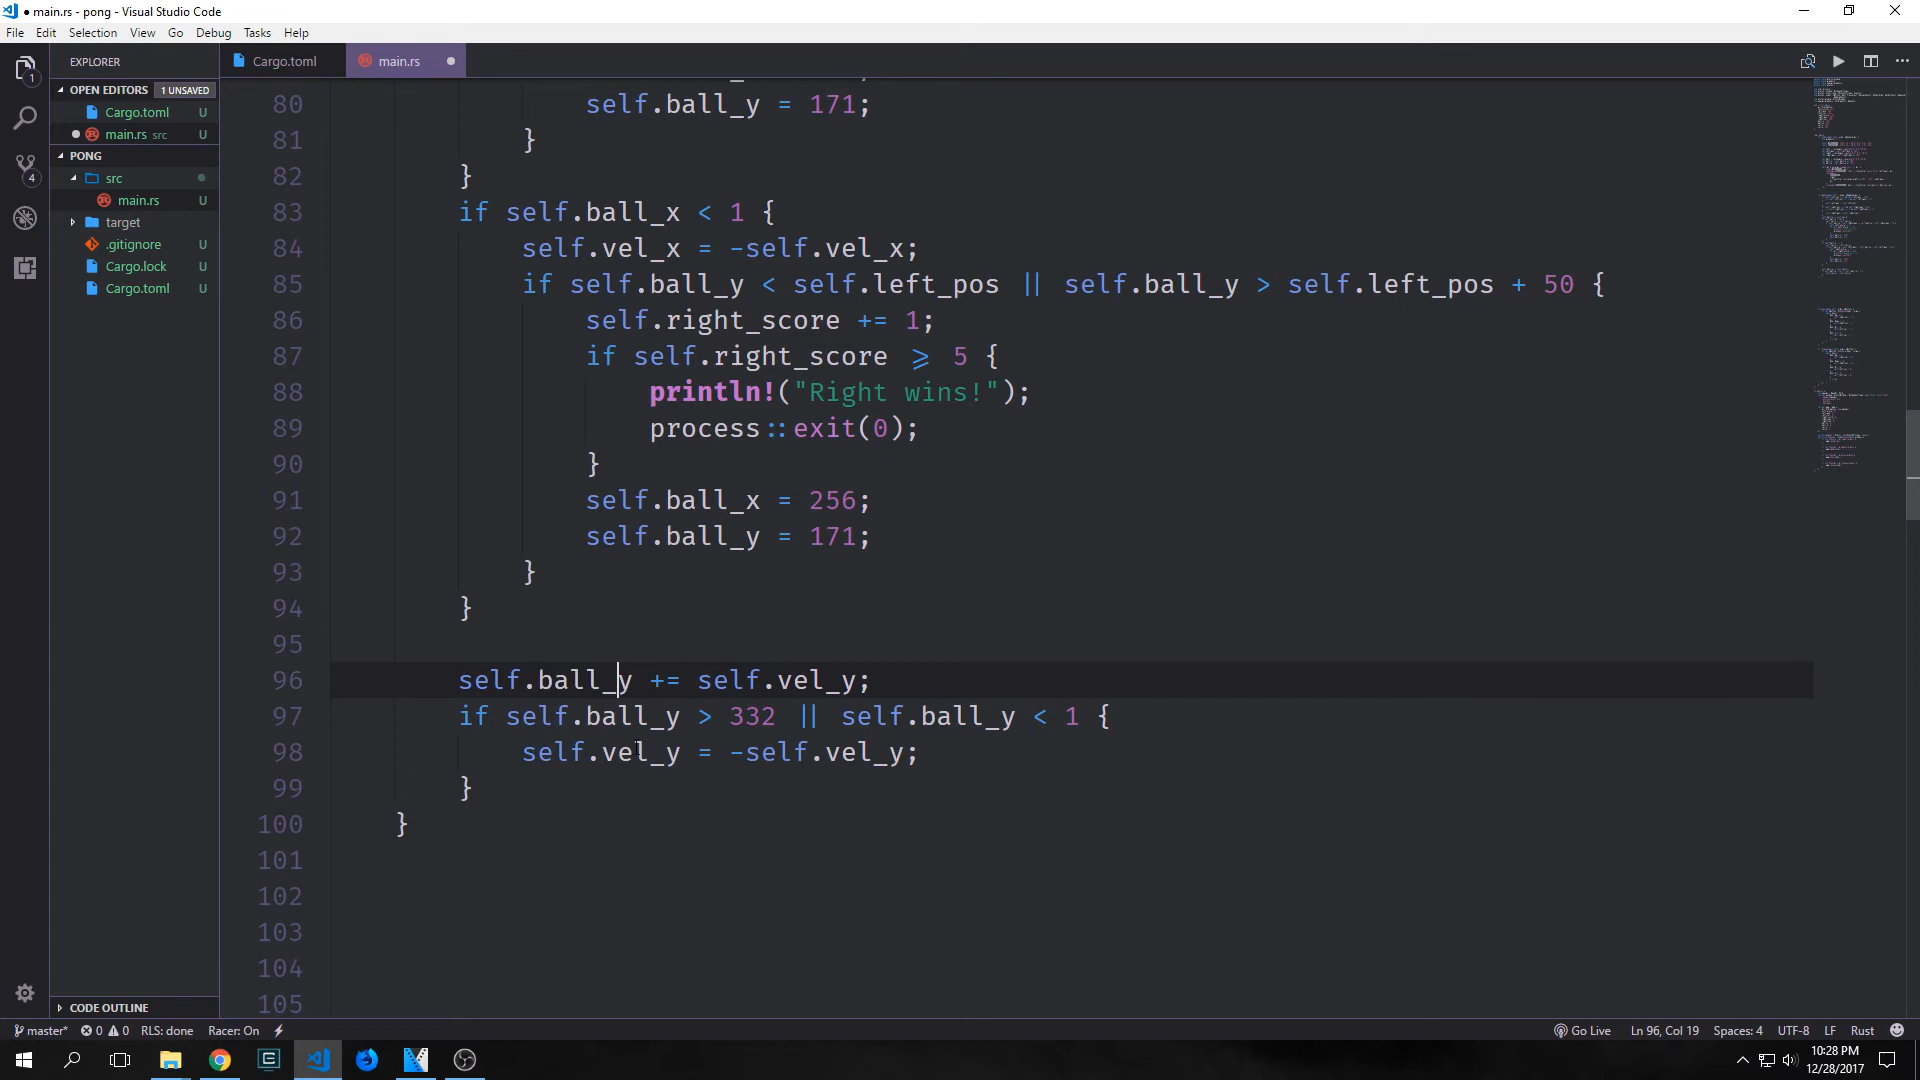 main.rs - pong - Visual Studio Code
File Edit Selection View Go Debug Tasks Help
EXPLORER
Cargo.toml
main.rs
OPEN EDITORS 1 UNSAVED
Cargo.toml U
main.rs src U
PONG
src
main.rs U
target
.gitignore U
Cargo.lock U
Cargo.toml U
CODE OUTLINE
1
4
80 self.ball_y = 171;
81 }
82 }
83 if self.ball_x < 1 {
84 self.vel_x = -self.vel_x;
85 if self.ball_y < self.left_pos || self.ball_y > self.left_pos + 50 {
86 self.right_score += 1;
87 if self.right_score ⩾ 5 {
88 println!("Right wins!");
89 process::exit(0);
90 }
91 self.ball_x = 256;
92 self.ball_y = 171;
93 }
94 }
95
96 self.ball_y += self.vel_y;
97 if self.ball_y > 332 || self.ball_y < 1 {
98 self.vel_y = -self.vel_y;
99 }
100 }
101
102
103
104
105
master* 0 0 RLS: done Racer: On
Go Live Ln 96, Col 19 Spaces: 4 UTF-8 LF Rust
10:28 PM
12/28/2017